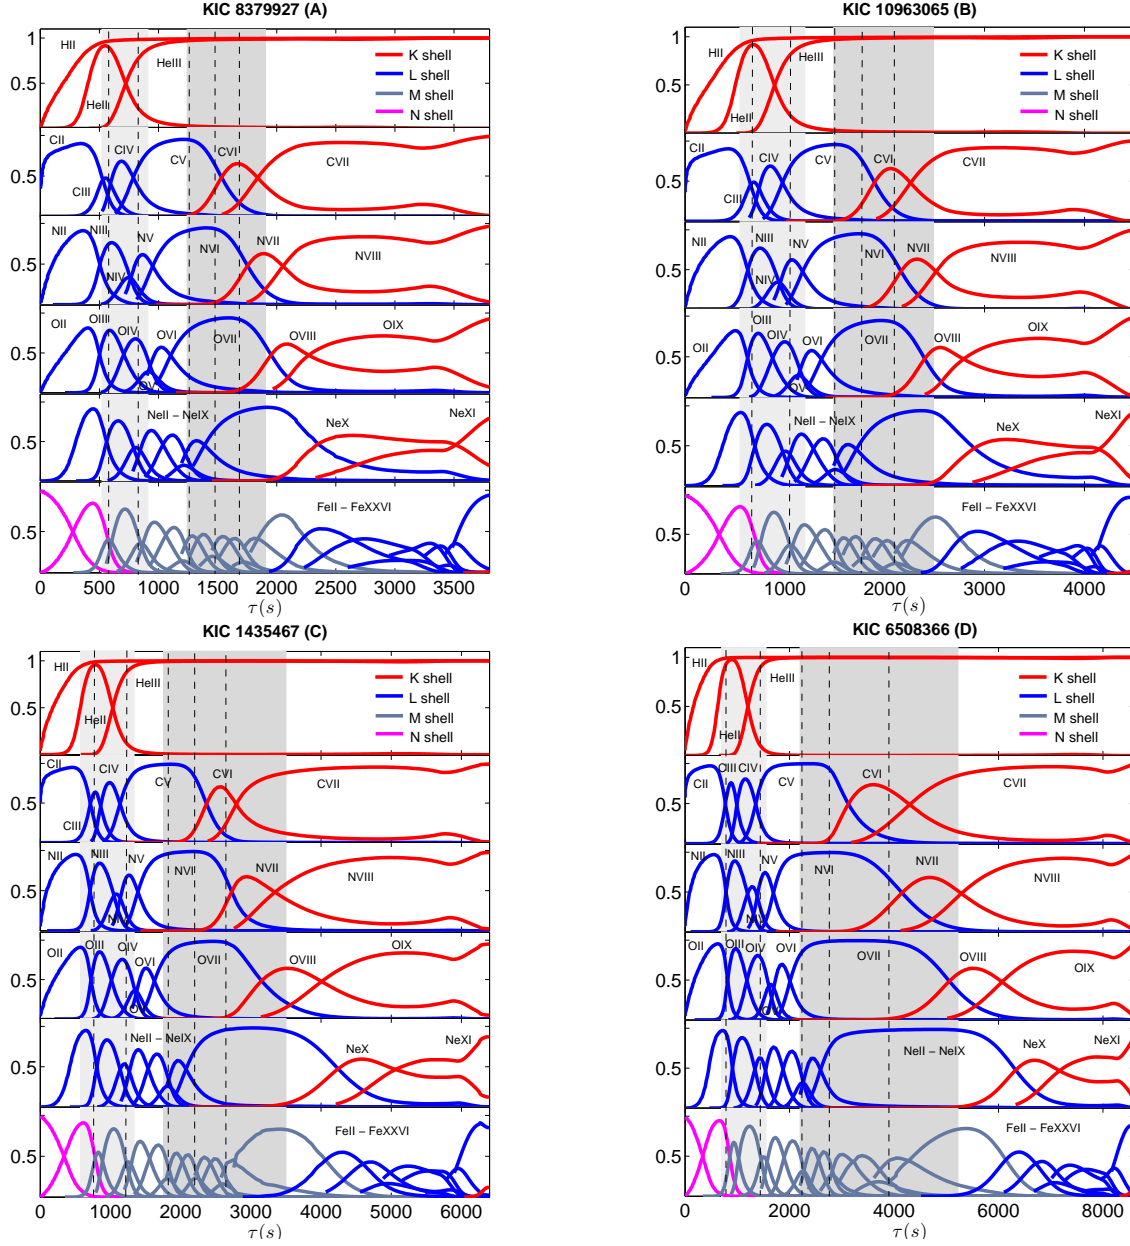 KIC 8379927 (A)
1
0.5
HII
HeII
HeIII
K shell
L shell
M shell
N shell
0.5
CII
CIII
CIV
CV
CVI
CVII
0.5
NII
NIII
NIV
NV
NVI
NVII
NVIII
0.5
OII
OIII
OIV
OV
OVI
OVII
OVIII
OIX
0.5
NeII – NeIX
NeX
NeXI
0.5
FeII – FeXXVI
0 500 1000 1500 2000 2500 3000 3500
τ(s)
KIC 10963065 (B)
1
0.5
HII
HeII
HeIII
K shell
L shell
M shell
N shell
0.5
CII
CIII
CIV
CV
CVI
CVII
0.5
NII
NIII
NIV
NV
NVI
NVII
NVIII
0.5
OII
OIII
OIV
OV
OVI
OVII
OVIII
OIX
0.5
NeII – NeIX
NeX
NeXI
0.5
FeII – FeXXVI
0 1000 2000 3000 4000
τ(s)
KIC 1435467 (C)
1
0.5
HII
HeII
HeIII
K shell
L shell
M shell
N shell
0.5
CII
CIII
CIV
CV
CVI
CVII
0.5
NII
NIII
NIV
NV
NVI
NVII
NVIII
0.5
OII
OIII
OIV
OV
OVI
OVII
OVIII
OIX
0.5
NeII – NeIX
NeX
NeXI
0.5
FeII – FeXXVI
0 1000 2000 3000 4000 5000 6000
τ(s)
KIC 6508366 (D)
1
0.5
HII
HeII
HeIII
K shell
L shell
M shell
N shell
0.5
CII
CIII
CIV
CV
CVI
CVII
0.5
NII
NIII
NIV
NV
NVI
NVII
NVIII
0.5
OII
OIII
OIV
OV
OVI
OVII
OVIII
OIX
0.5
NeII – NeIX
NeX
NeXI
0.5
FeII – FeXXVI
0 2000 4000 6000 8000
τ(s)